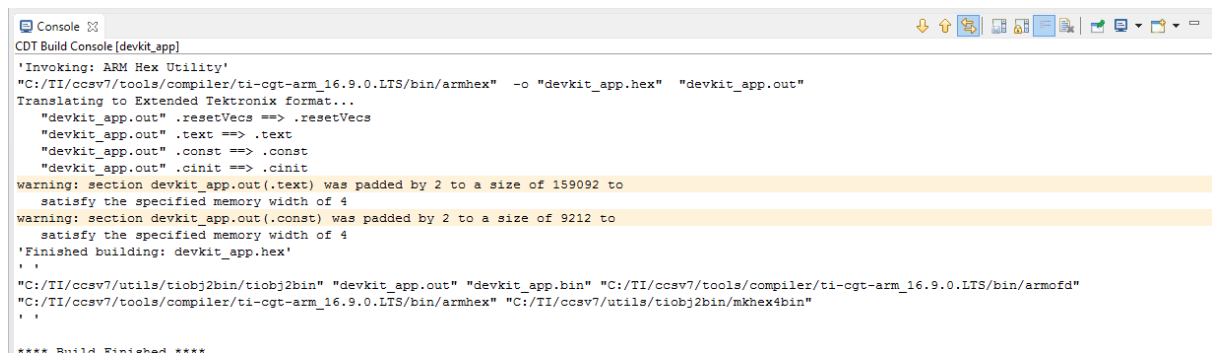 Console
CDT Build Console [devkit_app]
'Invoking: ARM Hex Utility'
"C:/TI/ccsv7/tools/compiler/ti-cgt-arm_16.9.0.LTS/bin/armhex"  -o "devkit_app.hex"  "devkit_app.out"
Translating to Extended Tektronix format...
   "devkit_app.out" .resetVecs ==> .resetVecs
   "devkit_app.out" .text ==> .text
   "devkit_app.out" .const ==> .const
   "devkit_app.out" .cinit ==> .cinit
warning: section devkit_app.out(.text) was padded by 2 to a size of 159092 to
   satisfy the specified memory width of 4
warning: section devkit_app.out(.const) was padded by 2 to a size of 9212 to
   satisfy the specified memory width of 4
'Finished building: devkit_app.hex'
' '
"C:/TI/ccsv7/utils/tiobj2bin/tiobj2bin" "devkit_app.out" "devkit_app.bin" "C:/TI/ccsv7/tools/compiler/ti-cgt-arm_16.9.0.LTS/bin/armofd"
"C:/TI/ccsv7/tools/compiler/ti-cgt-arm_16.9.0.LTS/bin/armhex" "C:/TI/ccsv7/utils/tiobj2bin/mkhex4bin"
' '
**** Build Finished ****